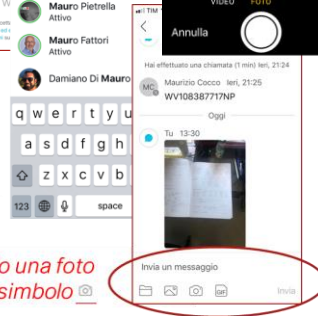 VIDEO FOTO
Annulla
Mauro Pietrella
Attivo
Mauro Fattori
Attivo
Damiano Di Mauro
q w e r t y u
a s d f g h
z x c v b
123 space
TIM
Hai effettuato una chiamata (1 min) Ieri, 21:24
MC Maurizio Cocco Ieri, 21:25
WV108387717NP
Oggi
Tu 13:30
Invia un messaggio
GIF Invia
o una foto
simbolo